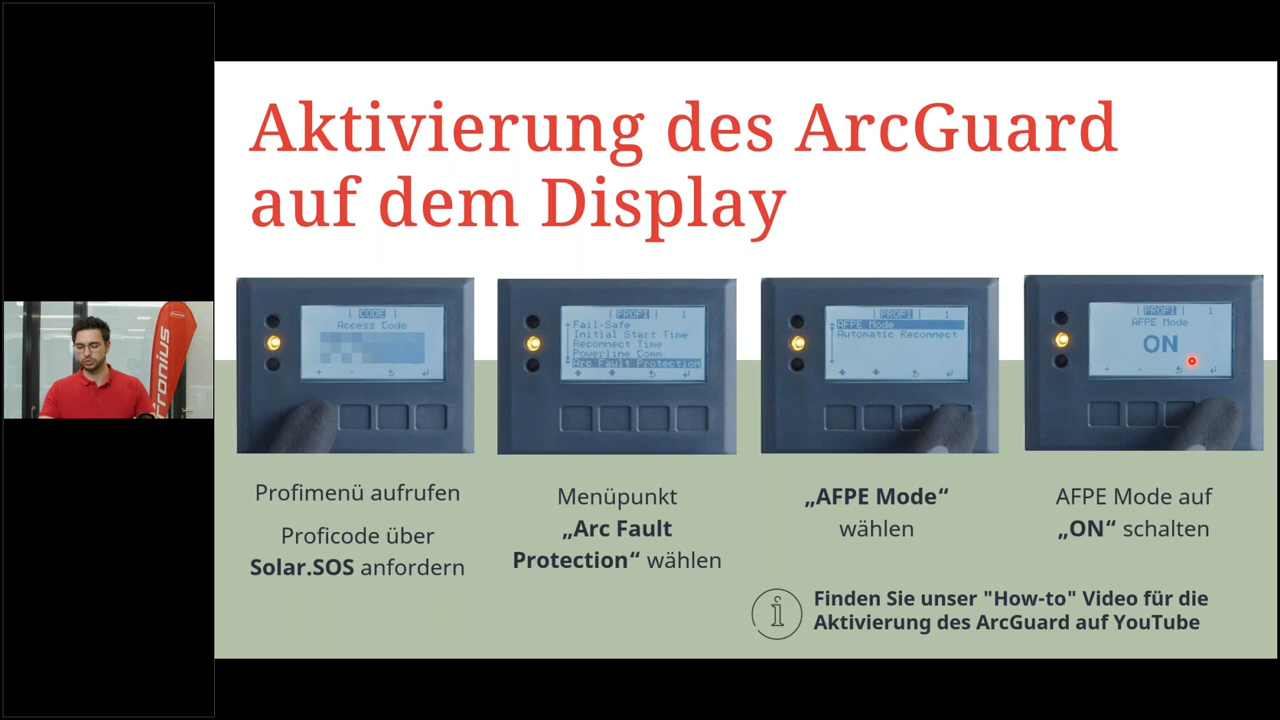 Aktivierung des ArcGuard
auf dem Display
CODE
Access Code
PROFI 1
Fail-Safe
Initial Start Time
Reconnect Time
Powerline Comm.
Arc Fault Protection
PROFI 1
AFPE Mode
Automatic Reconnect
PROFI 1
AFPE Mode
ON
Profimenü aufrufen
Proficode über
Solar.SOS anfordern
Menüpunkt
„Arc Fault
Protection“ wählen
„AFPE Mode“
wählen
AFPE Mode auf
„ON“ schalten
Finden Sie unser "How-to" Video für die
Aktivierung des ArcGuard auf YouTube
Fronius